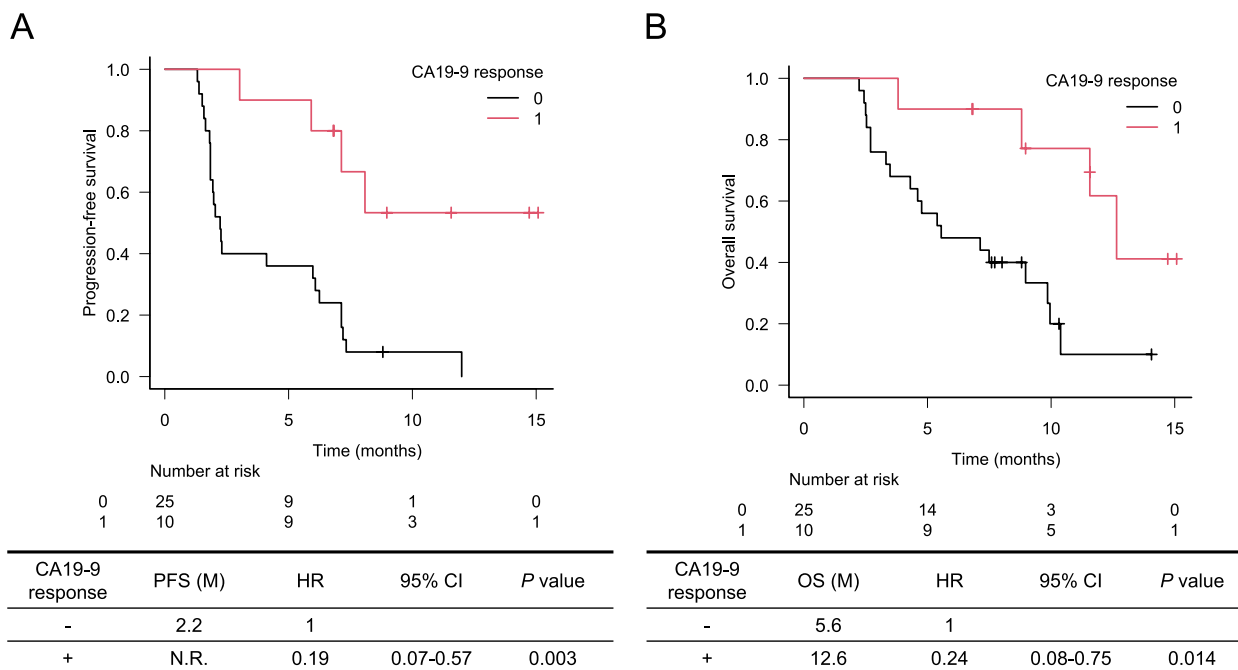 A
CA19-9 response
0
1
Progression-free survival
1.0
0.8
0.6
0.4
0.2
0.0
0 5 10 15
Time (months)
Number at risk
0 25 9 1 0
1 10 9 3 1
CA19-9 response PFS (M) HR 95% CI P value
- 2.2 1
+ N.R. 0.19 0.07-0.57 0.003
B
CA19-9 response
0
1
Overall survival
1.0
0.8
0.6
0.4
0.2
0.0
0 5 10 15
Time (months)
Number at risk
0 25 14 3 0
1 10 9 5 1
CA19-9 response OS (M) HR 95% CI P value
- 5.6 1
+ 12.6 0.24 0.08-0.75 0.014